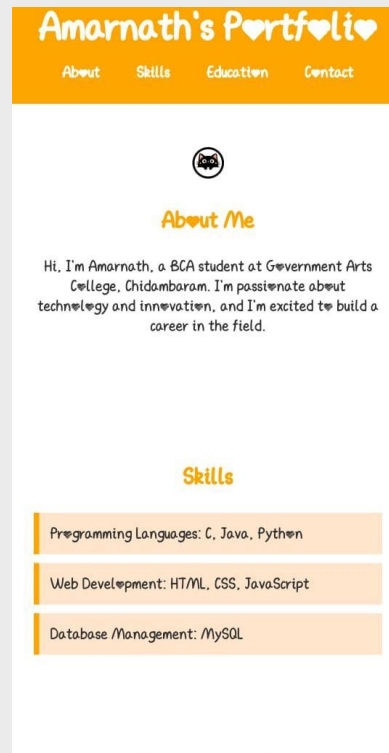 Amarnath's Portfolio
About Skills Education Contact
About Me
Hi, I'm Amarnath, a BCA student at Government Arts
College, Chidambaram. I'm passionate about
technology and innovation, and I'm excited to build a
career in the field.
Skills
Programming Languages: C, Java, Python
Web Development: HTML, CSS, JavaScript
Database Management: MySQL